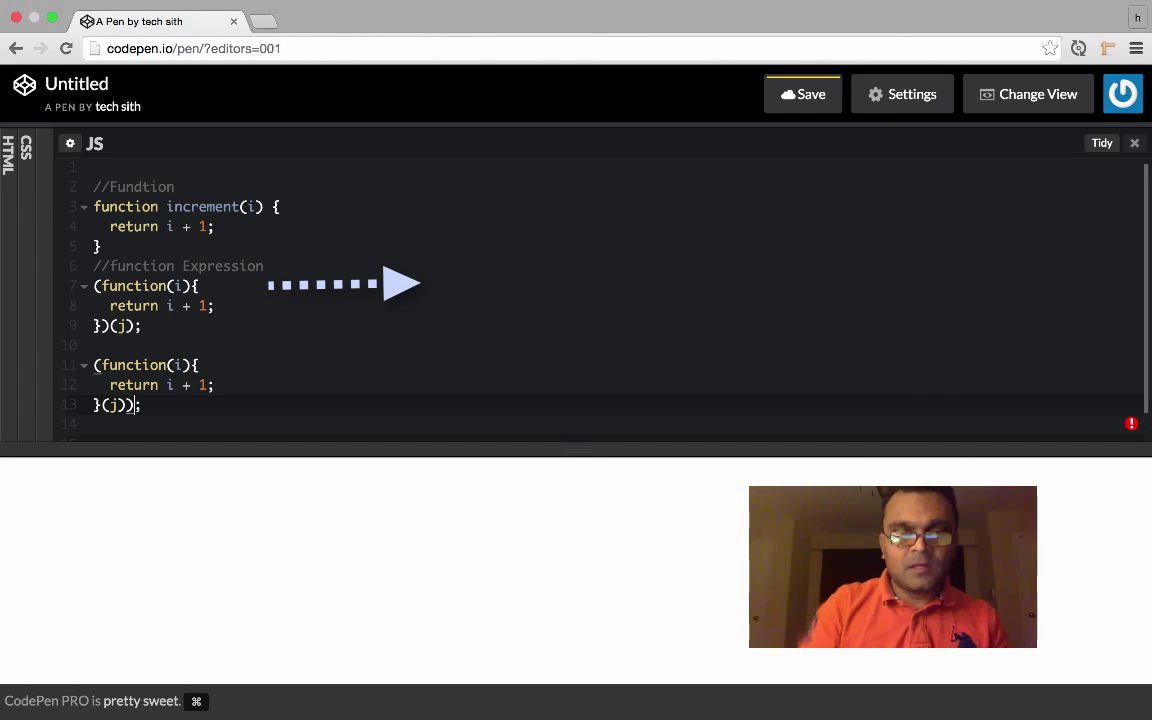 A Pen by tech sith
h
codepen.io/pen/?editors=001
Untitled
A PEN BY tech sith
Save
Settings
Change View
HTML
CSS
JS
Tidy
1
2 //Fundtion
3 function increment(i) {
4 return i + 1;
5 }
6 //function Expression
7 (function(i){
8 return i + 1;
9 })(j);
10
11 (function(i){
12 return i + 1;
13 }(j));
14
CodePen PRO is pretty sweet. ⌘